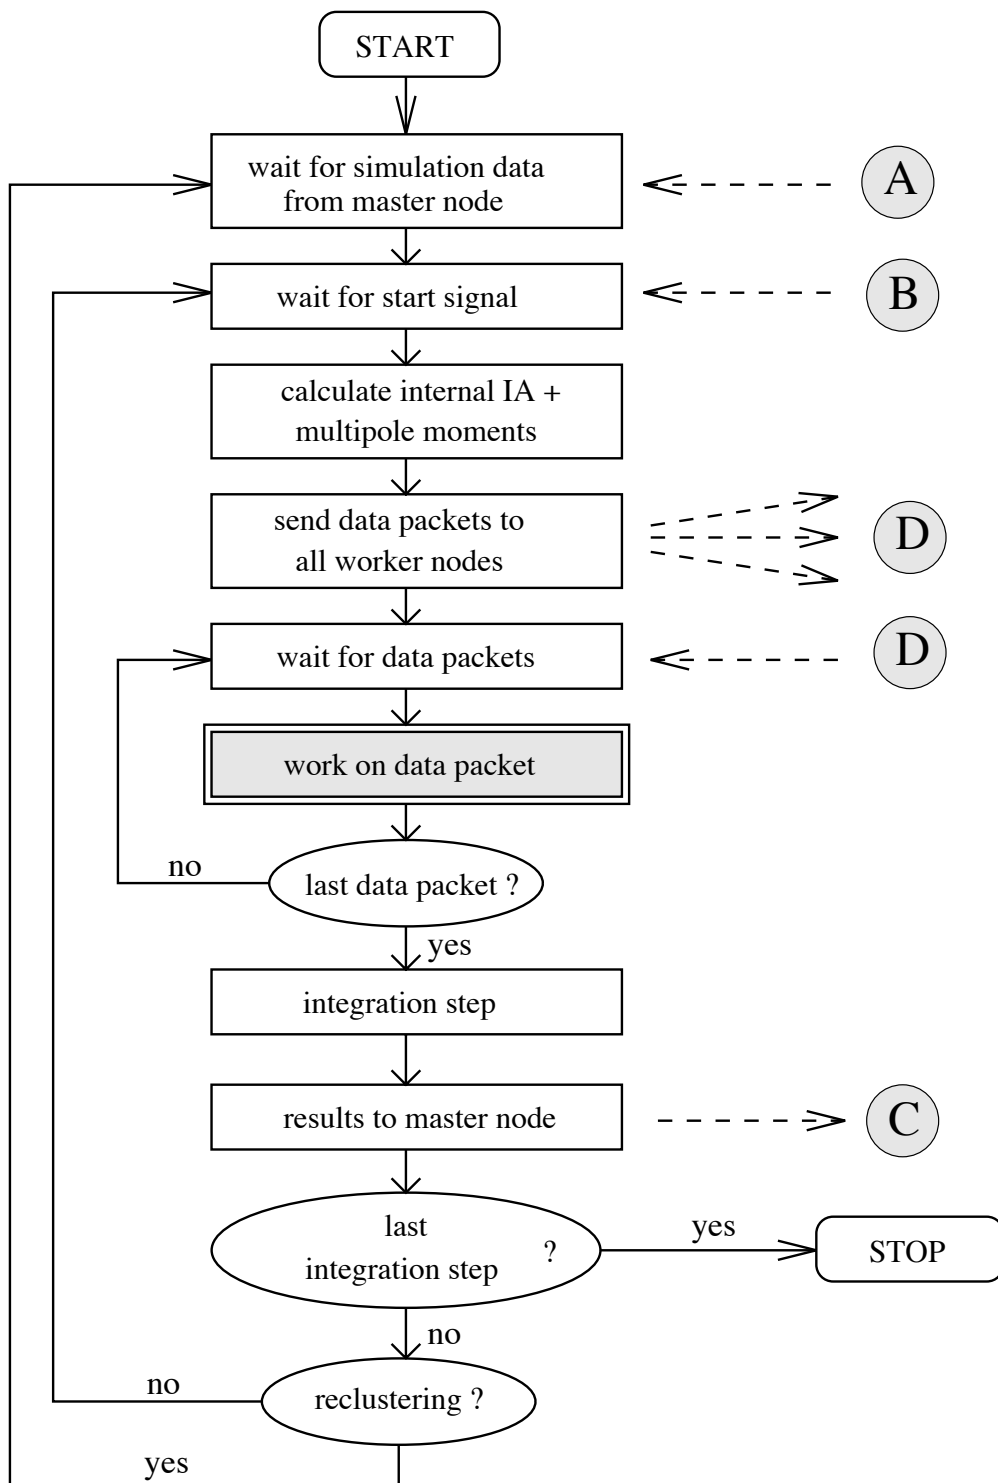 START
wait for simulation data
from master node
A
wait for start signal
B
calculate internal IA +
multipole moments
send data packets to
all worker nodes
D
wait for data packets
D
work on data packet
no
last data packet ?
yes
integration step
results to master node
C
last
integration step
?
yes
STOP
no
no
reclustering ?
yes